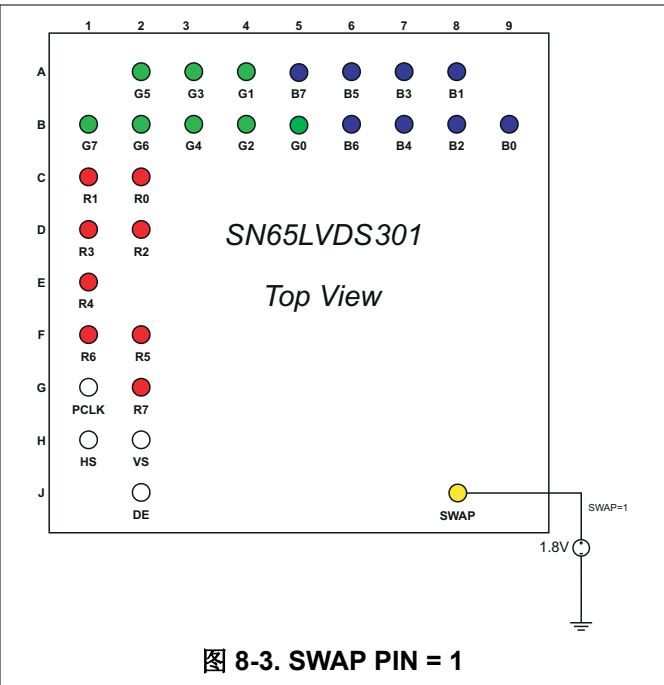 1 2 3 4 5 6 7 8 9
A
G5 G3 G1 B7 B5 B3 B1
B
G7 G6 G4 G2 G0 B6 B4 B2 B0
C
R1 R0
D
R3 R2
SN65LVDS301
E
R4
Top View
F
R6 R5
G
PCLK R7
H
HS VS
J
DE SWAP
SWAP=1
1.8V
图 8-3. SWAP PIN = 1